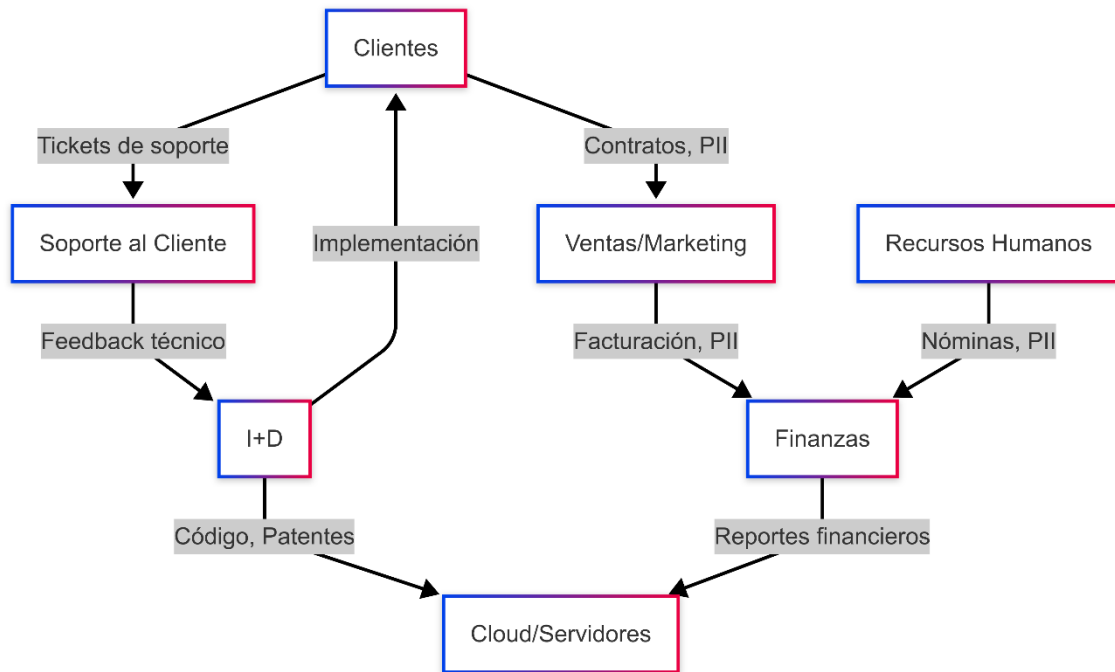 Clientes
Tickets de soporte
Contratos, PII
Soporte al Cliente
Implementación
Ventas/Marketing
Recursos Humanos
Feedback técnico
Facturación, PII
Nóminas, PII
I+D
Finanzas
Código, Patentes
Reportes financieros
Cloud/Servidores